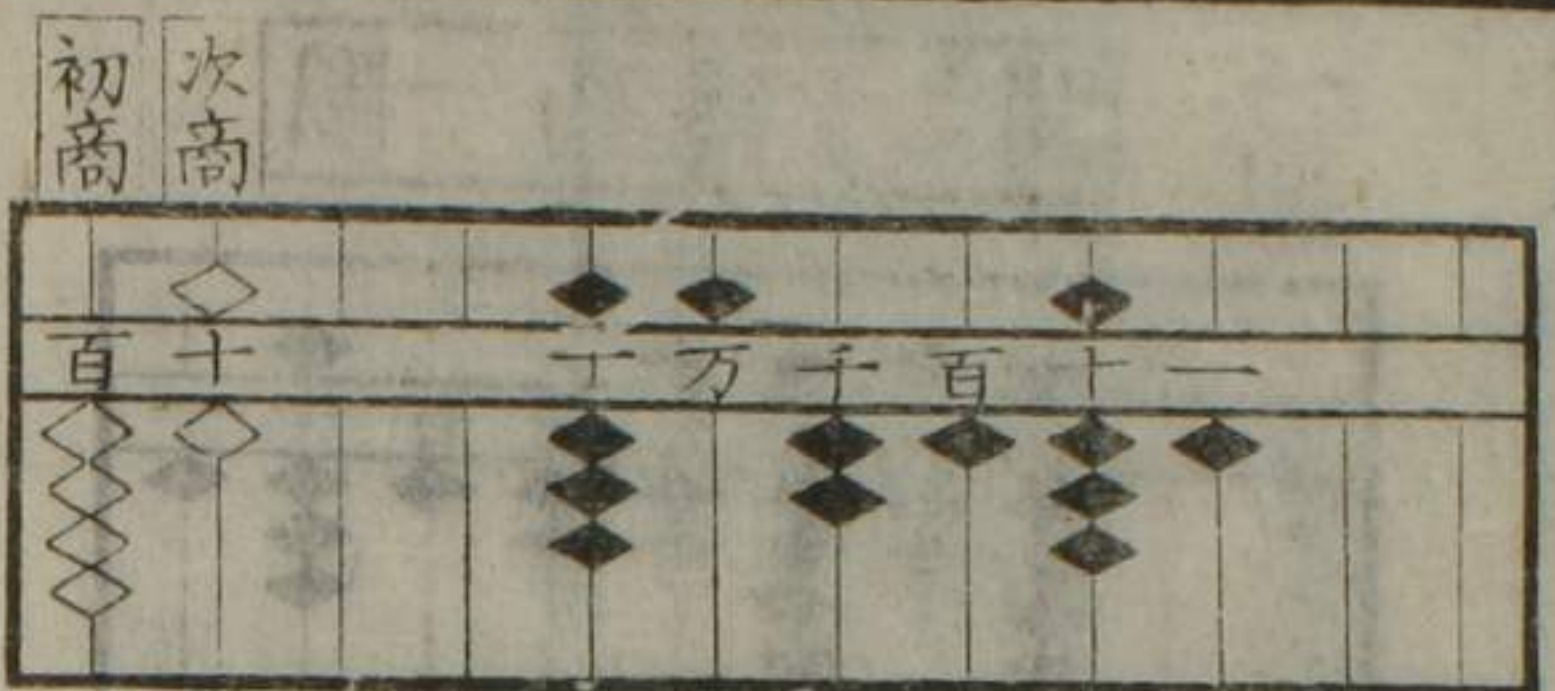 初商
次商
百 十 十 万 千 百 十 一